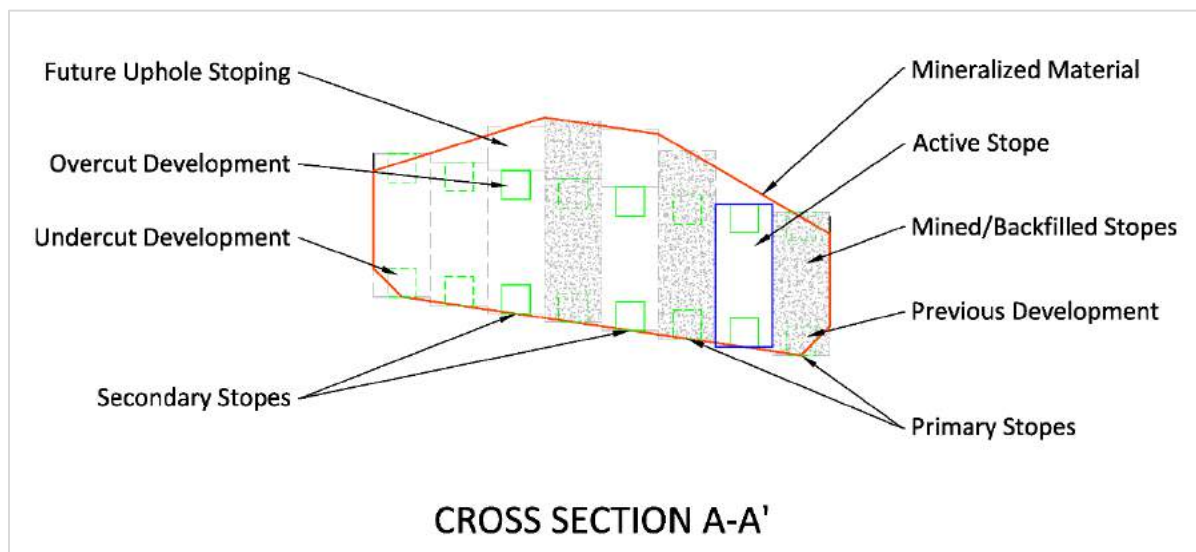 Future Uphole Stoping
Overcut Development
Undercut Development
Secondary Stopes
Mineralized Material
Active Stope
Mined/Backfilled Stopes
Previous Development
Primary Stopes
CROSS SECTION A-A'